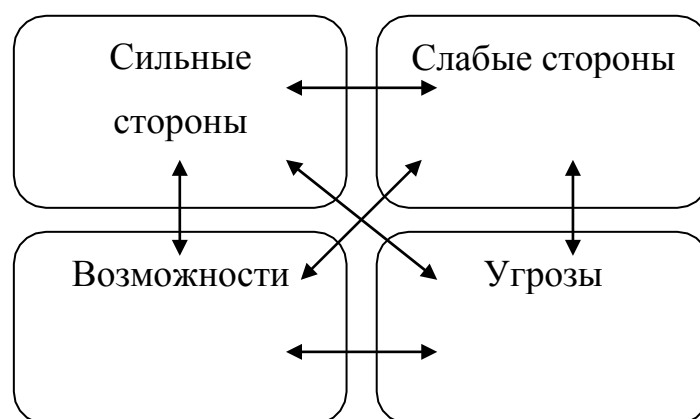 Сильные
стороны
Слабые стороны
Возможности
Угрозы